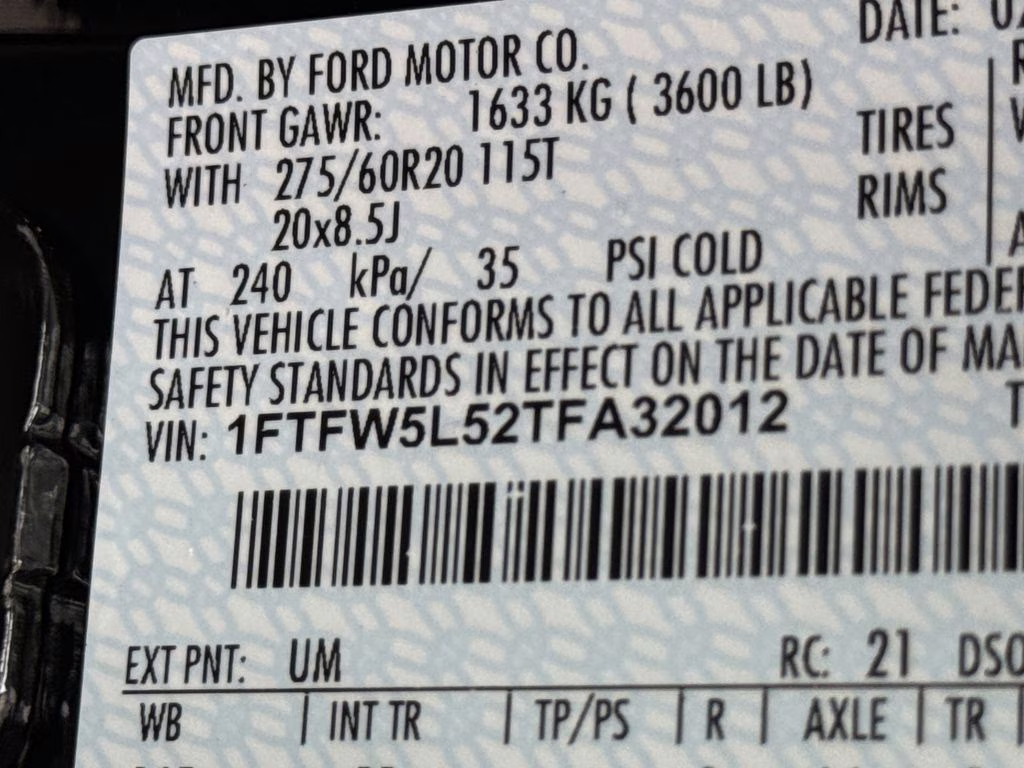 MFD. BY FORD MOTOR CO. DATE:
FRONT GAWR: 1633 KG ( 3600 LB)
WITH 275/60R20 115T TIRES
20x8.5J RIMS
AT 240 kPa/ 35 PSI COLD
THIS VEHICLE CONFORMS TO ALL APPLICABLE
SAFETY STANDARDS IN EFFECT ON THE DATE OF
VIN: 1FTFW5L52TFA32012
EXT PNT: UM RC: 21 DSO
WB INT TR TP/PS R AXLE TR